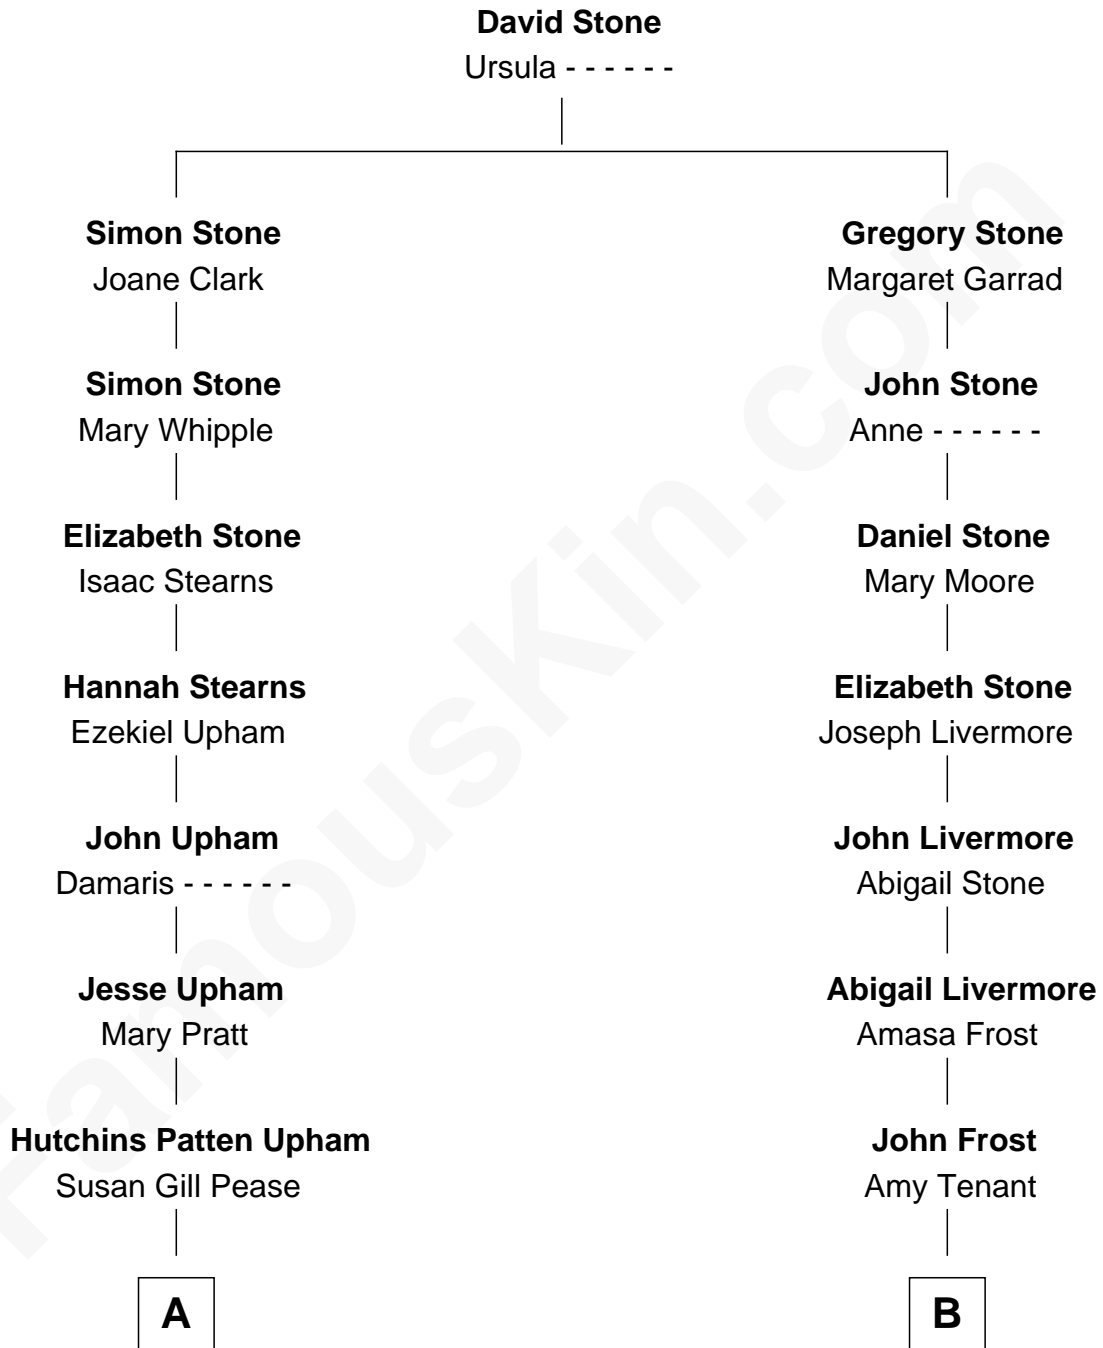 David Stone
Ursula - - - - - -
Simon Stone
Joane Clark
Gregory Stone
Margaret Garrad
Simon Stone
Mary Whipple
John Stone
Anne - - - - - -
Elizabeth Stone
Isaac Stearns
Daniel Stone
Mary Moore
Hannah Stearns
Ezekiel Upham
Elizabeth Stone
Joseph Livermore
John Upham
Damaris - - - - - -
John Livermore
Abigail Stone
Jesse Upham
Mary Pratt
Abigail Livermore
Amasa Frost
Hutchins Patten Upham
Susan Gill Pease
John Frost
Amy Tenant
A
B
FamousKin.com